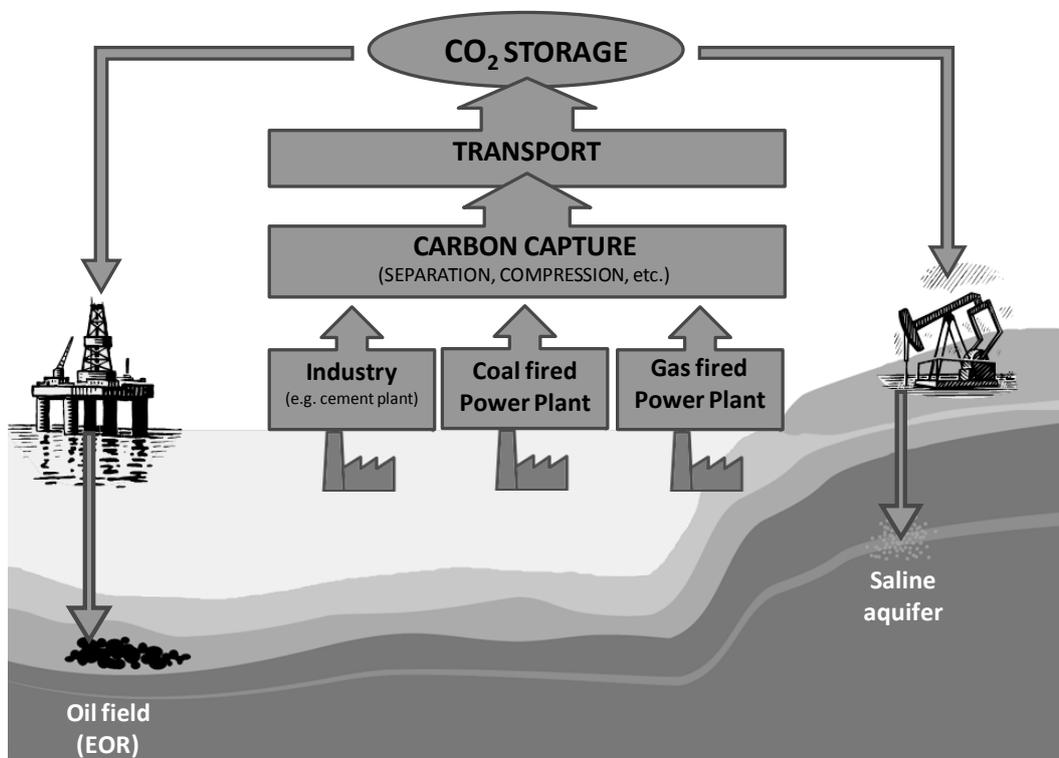 CO₂ STORAGE
TRANSPORT
CARBON CAPTURE
(SEPARATION, COMPRESSION, etc.)
Industry
(e.g. cement plant)
Coal fired
Power Plant
Gas fired
Power Plant
Saline
aquifer
Oil field
(EOR)